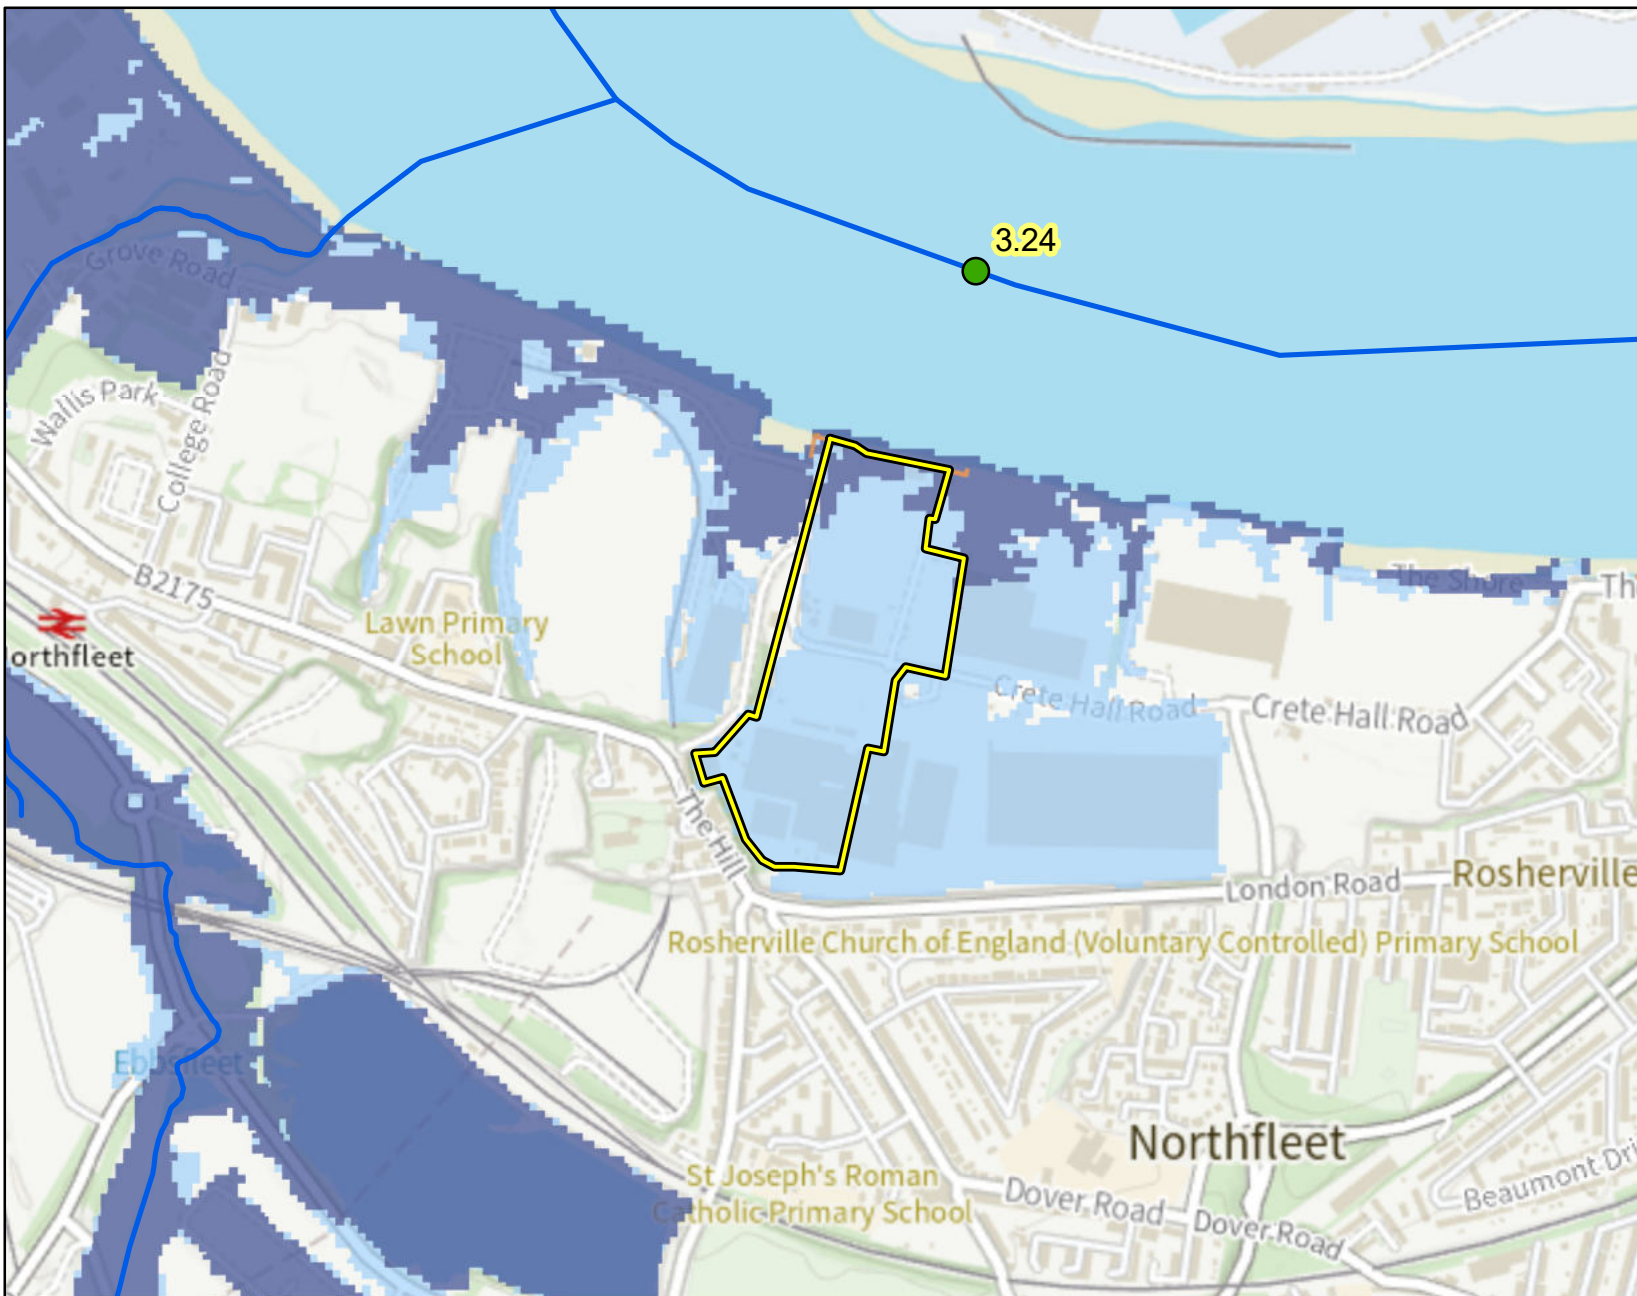 3.24
Grove Road
Wallis Park
College Road
B2175
Lawn Primary
School
orthfleet
The Shore
Th
Crete Hall Road
Crete Hall Road
The Hill
London Road
Rosherville
Rosherville Church of England (Voluntary Controlled) Primary School
Ebbsfleet
Northfleet
St Joseph's Roman
Catholic Primary School
Dover Road
Dover Road
Beaumont Dri